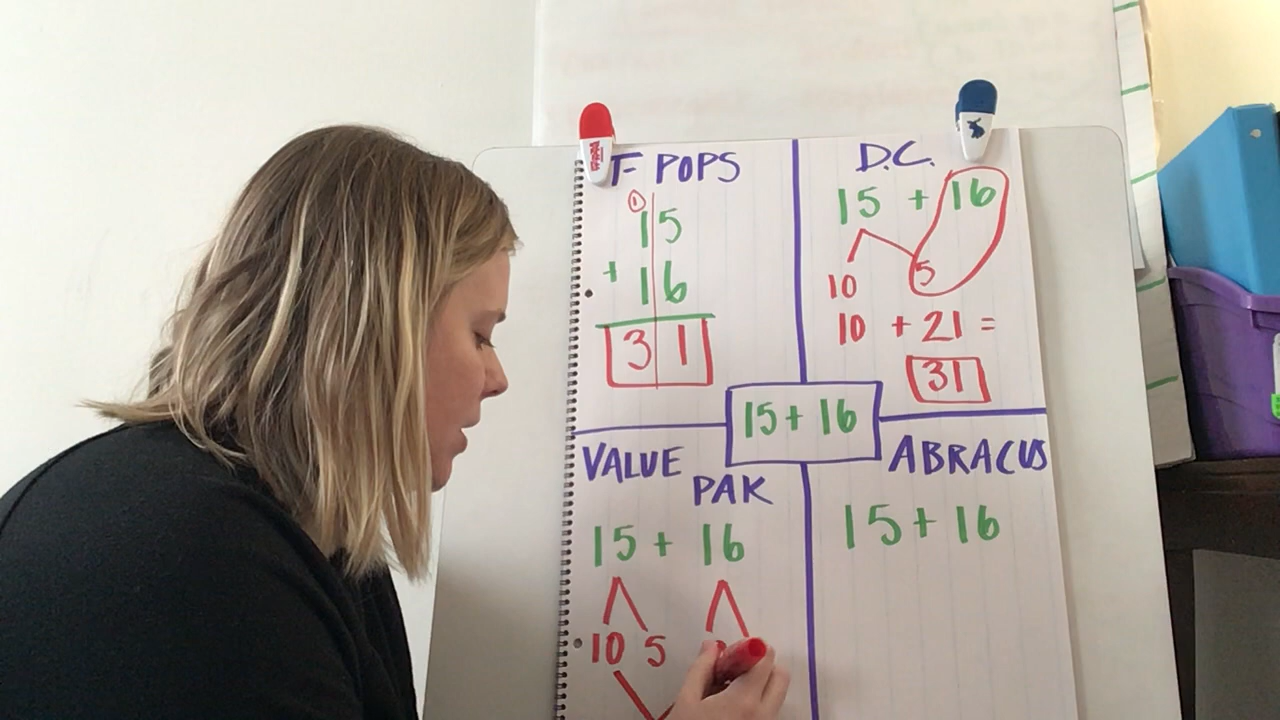 F POPS
1
15
+ 16
31
D.C.
15 + 16
10 5
10 + 21 =
31
15 + 16
VALUE
PAK
15 + 16
10 5
ABRACUS
15 + 16